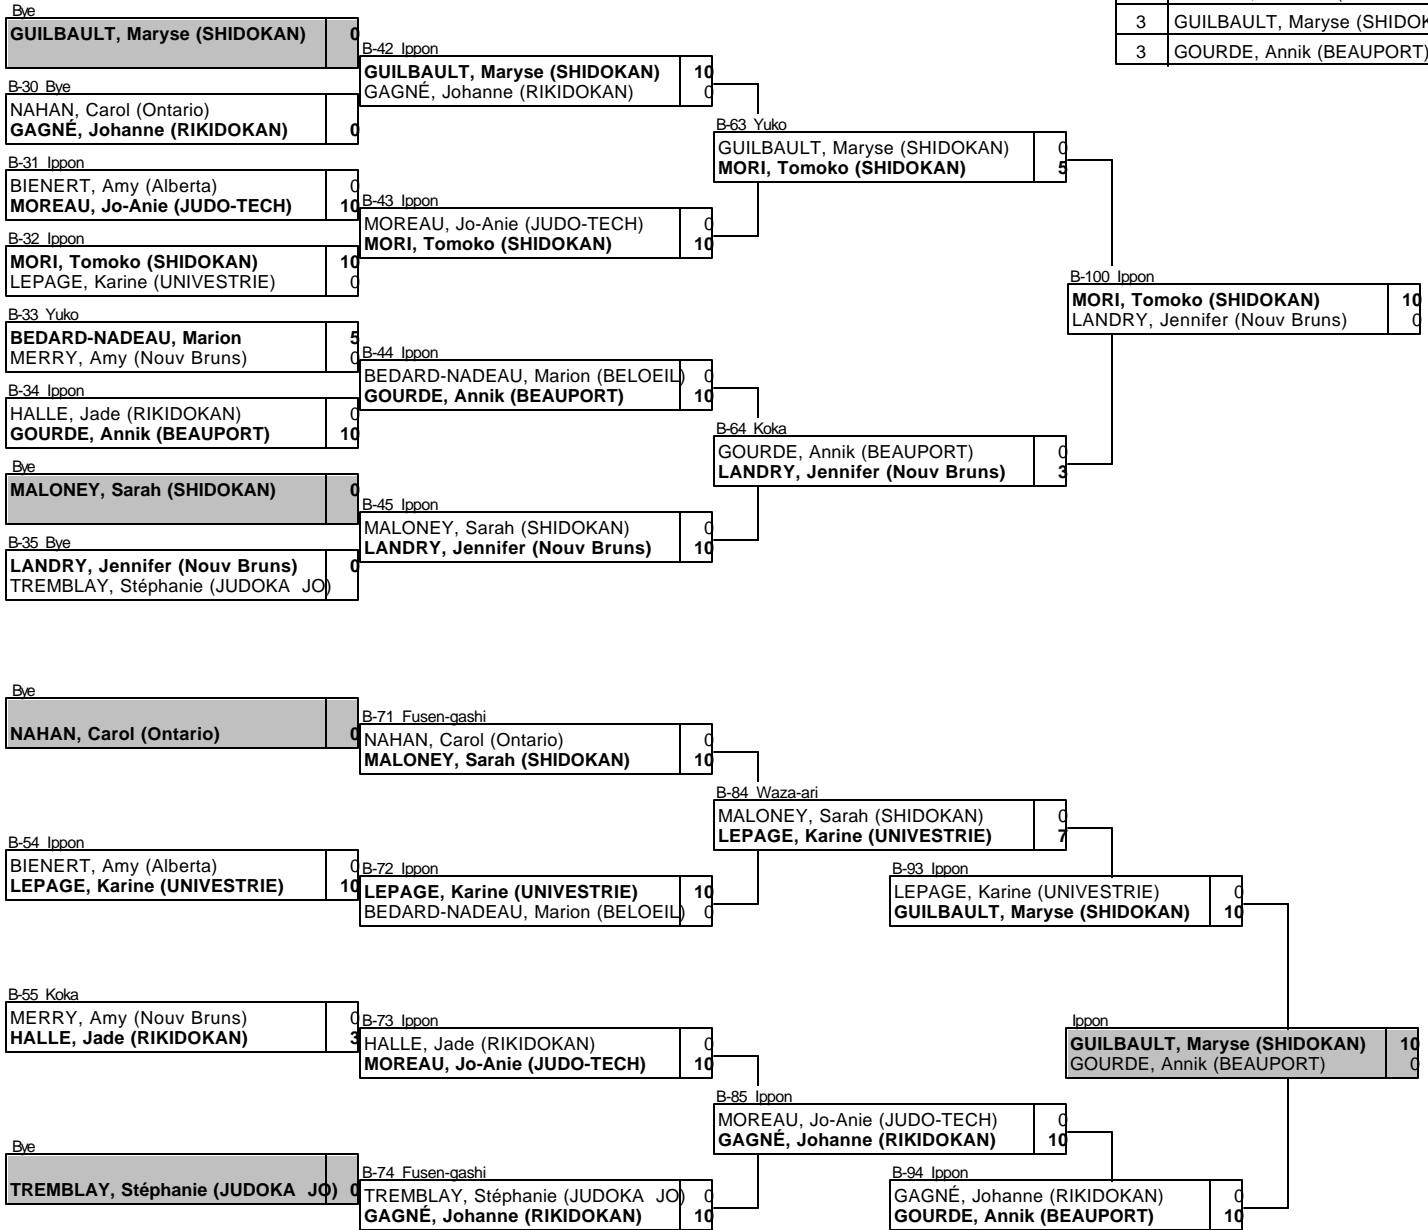 Bye
GUILBAULT, Maryse (SHIDOKAN) 0
B-30 Bye
NAHAN, Carol (Ontario)
GAGNÉ, Johanne (RIKIDOKAN) 0
B-31 Ippon
BIENERT, Amy (Alberta) 0
MOREAU, Jo-Anie (JUDO-TECH) 10
B-32 Ippon
MORI, Tomoko (SHIDOKAN) 10
LEPAGE, Karine (UNIVESTRIE) 0
B-33 Yuko
BEDARD-NADEAU, Marion 5
MERRY, Amy (Nouv Bruns) 0
B-34 Ippon
HALLE, Jade (RIKIDOKAN) 0
GOURDE, Annik (BEAUPORT) 10
Bye
MALONEY, Sarah (SHIDOKAN) 0
B-35 Bye
LANDRY, Jennifer (Nouv Bruns) 0
TREMBLAY, Stéphanie (JUDOKA JO)
B-42 Ippon
GUILBAULT, Maryse (SHIDOKAN) 10
GAGNÉ, Johanne (RIKIDOKAN) 0
B-43 Ippon
MOREAU, Jo-Anie (JUDO-TECH) 0
MORI, Tomoko (SHIDOKAN) 10
B-44 Ippon
BEDARD-NADEAU, Marion (BELOEIL) 0
GOURDE, Annik (BEAUPORT) 10
B-45 Ippon
MALONEY, Sarah (SHIDOKAN) 0
LANDRY, Jennifer (Nouv Bruns) 10
B-63 Yuko
GUILBAULT, Maryse (SHIDOKAN) 0
MORI, Tomoko (SHIDOKAN) 5
B-64 Koka
GOURDE, Annik (BEAUPORT) 0
LANDRY, Jennifer (Nouv Bruns) 3
B-100 Ippon
MORI, Tomoko (SHIDOKAN) 10
LANDRY, Jennifer (Nouv Bruns) 0
3 GUILBAULT, Maryse
3 GOURDE, Annik (BEAUPORT)
Bye
NAHAN, Carol (Ontario) 0
B-54 Ippon
BIENERT, Amy (Alberta) 0
LEPAGE, Karine (UNIVESTRIE) 10
B-55 Koka
MERRY, Amy (Nouv Bruns) 0
HALLE, Jade (RIKIDOKAN) 3
Bye
TREMBLAY, Stéphanie (JUDOKA JO) 0
B-71 Fusen-gashi
NAHAN, Carol (Ontario) 0
MALONEY, Sarah (SHIDOKAN) 10
B-72 Ippon
LEPAGE, Karine (UNIVESTRIE) 10
BEDARD-NADEAU, Marion (BELOEIL) 0
B-73 Ippon
HALLE, Jade (RIKIDOKAN) 0
MOREAU, Jo-Anie (JUDO-TECH) 10
B-74 Fusen-gashi
TREMBLAY, Stéphanie (JUDOKA JO) 0
GAGNÉ, Johanne (RIKIDOKAN) 10
B-84 Waza-ari
MALONEY, Sarah (SHIDOKAN) 0
LEPAGE, Karine (UNIVESTRIE) 7
B-85 Ippon
MOREAU, Jo-Anie (JUDO-TECH) 0
GAGNÉ, Johanne (RIKIDOKAN) 10
B-93 Ippon
LEPAGE, Karine (UNIVESTRIE) 0
GUILBAULT, Maryse (SHIDOKAN) 10
B-94 Ippon
GAGNÉ, Johanne (RIKIDOKAN) 0
GOURDE, Annik (BEAUPORT) 10
Ippon
GUILBAULT, Maryse (SHIDOKAN) 10
GOURDE, Annik (BEAUPORT) 0